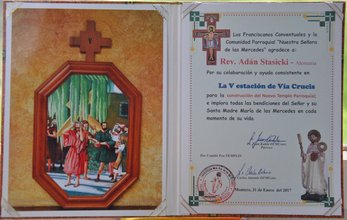 Los Franciscanos Conventuales y la
Comunidad Parroquial "Nuestra Señora
de las Mercedes" agradece a:
Rev. Adán Stasicki - Alemania
Por su colaboración y ayuda consistente en
La V estación de Vía Crucis
para la construcción del Nuevo Templo Parroquial;
e implora todas las bendiciones del Señor y su
Santa Madre María de las Mercedes en cada
momento de su vida.
Párroco
Por Comité Pro-TEMPLO:
31 de Enero del 2017